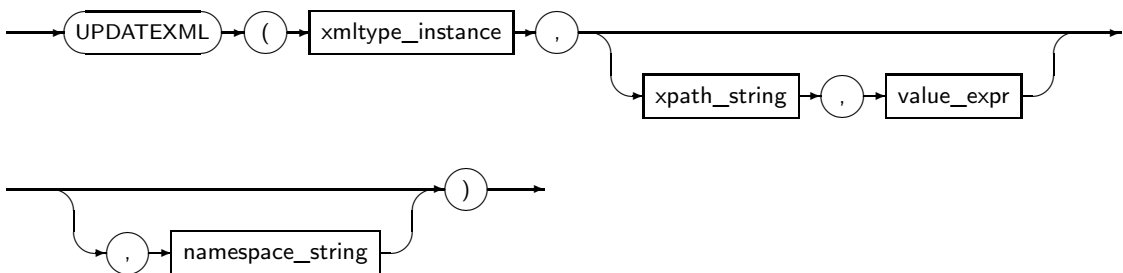 UPDATEXML ( xmltype_instance ,
xpath_string , value_expr
)
, namespace_string